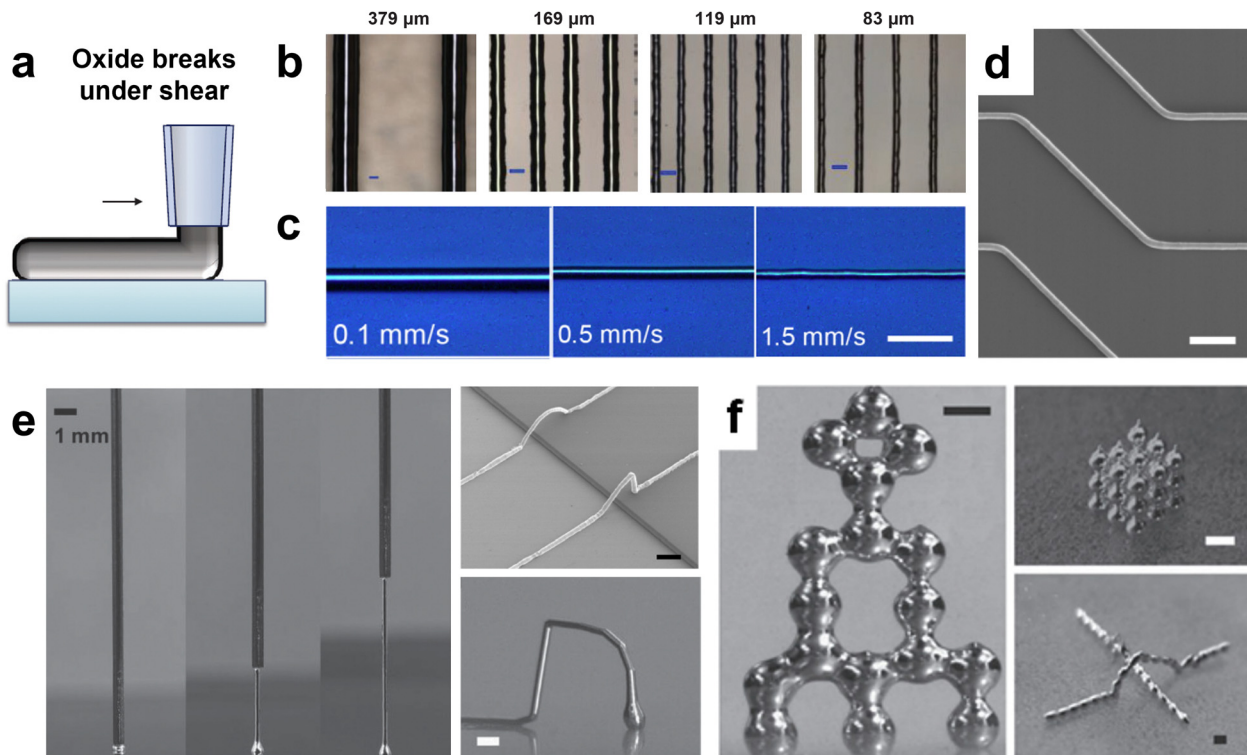 379 µm
169 µm
119 µm
83 µm
a
Oxide breaks
under shear
b
c
0.1 mm/s
0.5 mm/s
1.5 mm/s
d
e
1 mm
f